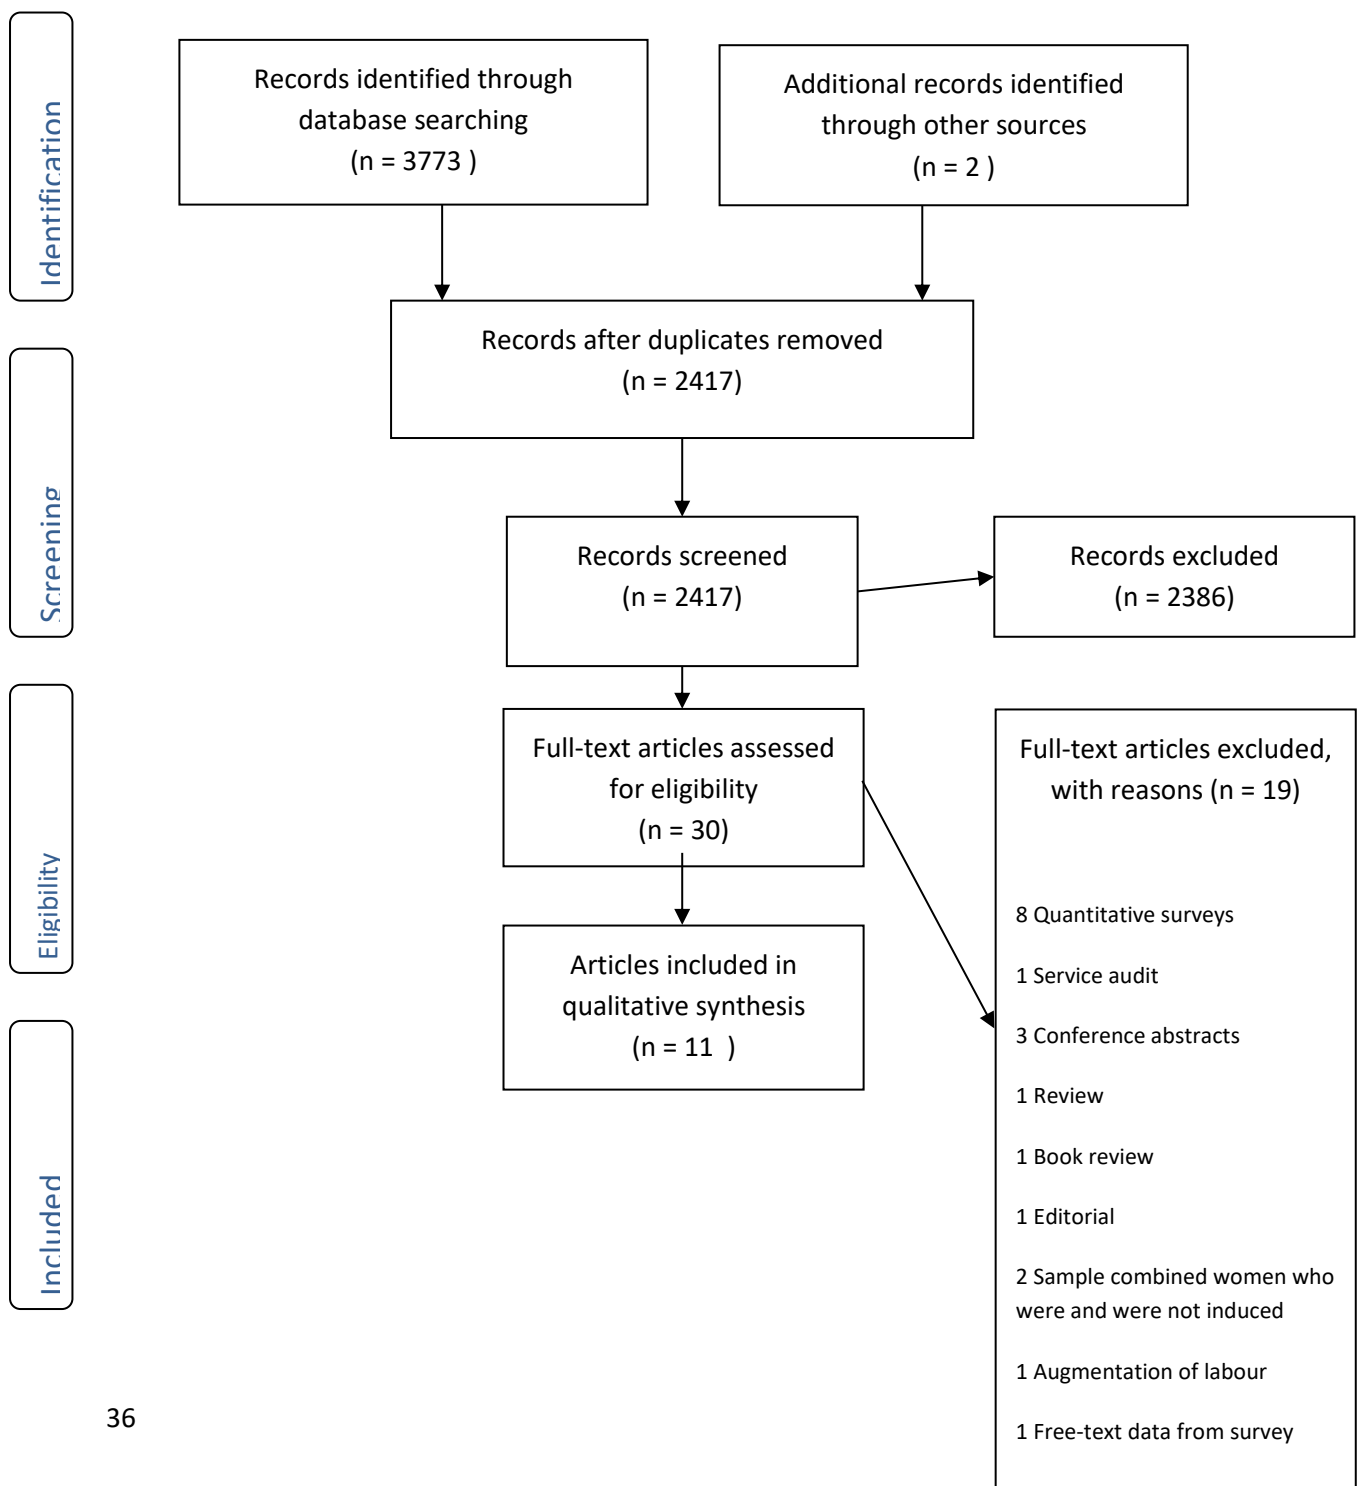 Identification
Records identified through
database searching
(n = 3773 )
Additional records identified
through other sources
(n = 2 )
Records after duplicates removed
(n = 2417)
Screening
Records screened
(n = 2417)
Records excluded
(n = 2386)
Eligibility
Full-text articles assessed
for eligibility
(n = 30)
Full-text articles excluded,
with reasons (n = 19)
8 Quantitative surveys
1 Service audit
3 Conference abstracts
1 Review
1 Book review
1 Editorial
2 Sample combined women who
were and were not induced
1 Augmentation of labour
1 Free-text data from survey
Articles included in
qualitative synthesis
(n = 11  )
Included
36